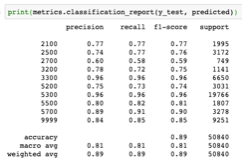 print(metrics.classification_report(y_test, predicted))
precision recall f1-score support
2100 0.77 0.77 0.77 1995
2500 0.74 0.77 0.76 3172
2700 0.60 0.58 0.59 749
3200 0.78 0.72 0.75 1141
3300 0.96 0.96 0.96 6650
5200 0.75 0.73 0.74 3031
5300 0.96 0.96 0.96 19766
5500 0.80 0.82 0.81 1807
5700 0.89 0.91 0.90 3278
9999 0.84 0.85 0.85 9251
accuracy 0.89 50840
macro avg 0.81 0.81 0.81 50840
weighted avg 0.89 0.89 0.89 50840